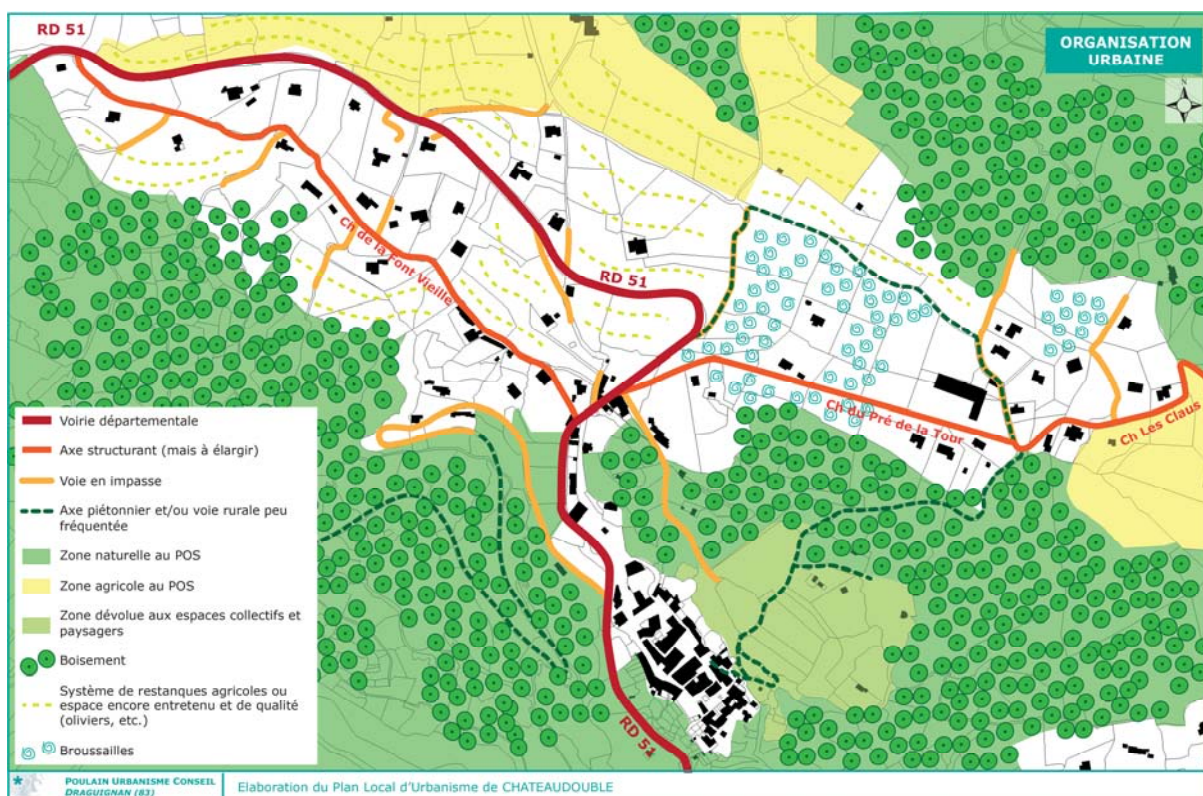 RD 51
ORGANISATION
URBAINE
N
Ch de la Font Vieille
RD 51
Ch du Pré de la Tour
Ch Les Claus
RD 51
Voirie départementale
Axe structurant (mais à élargir)
Voie en impasse
Axe piétonnier et/ou voie rurale peu
fréquentée
Zone naturelle au POS
Zone agricole au POS
Zone dévolue aux espaces collectifs et
paysagers
Boisement
Système de restanques agricoles ou
espace encore entretenu et de qualité
(oliviers, etc.)
Broussailles
POULAIN URBANISME CONSEIL
DRAGUIGNAN (83)
Elaboration du Plan Local d'Urbanisme de CHATEAUDOUBLE